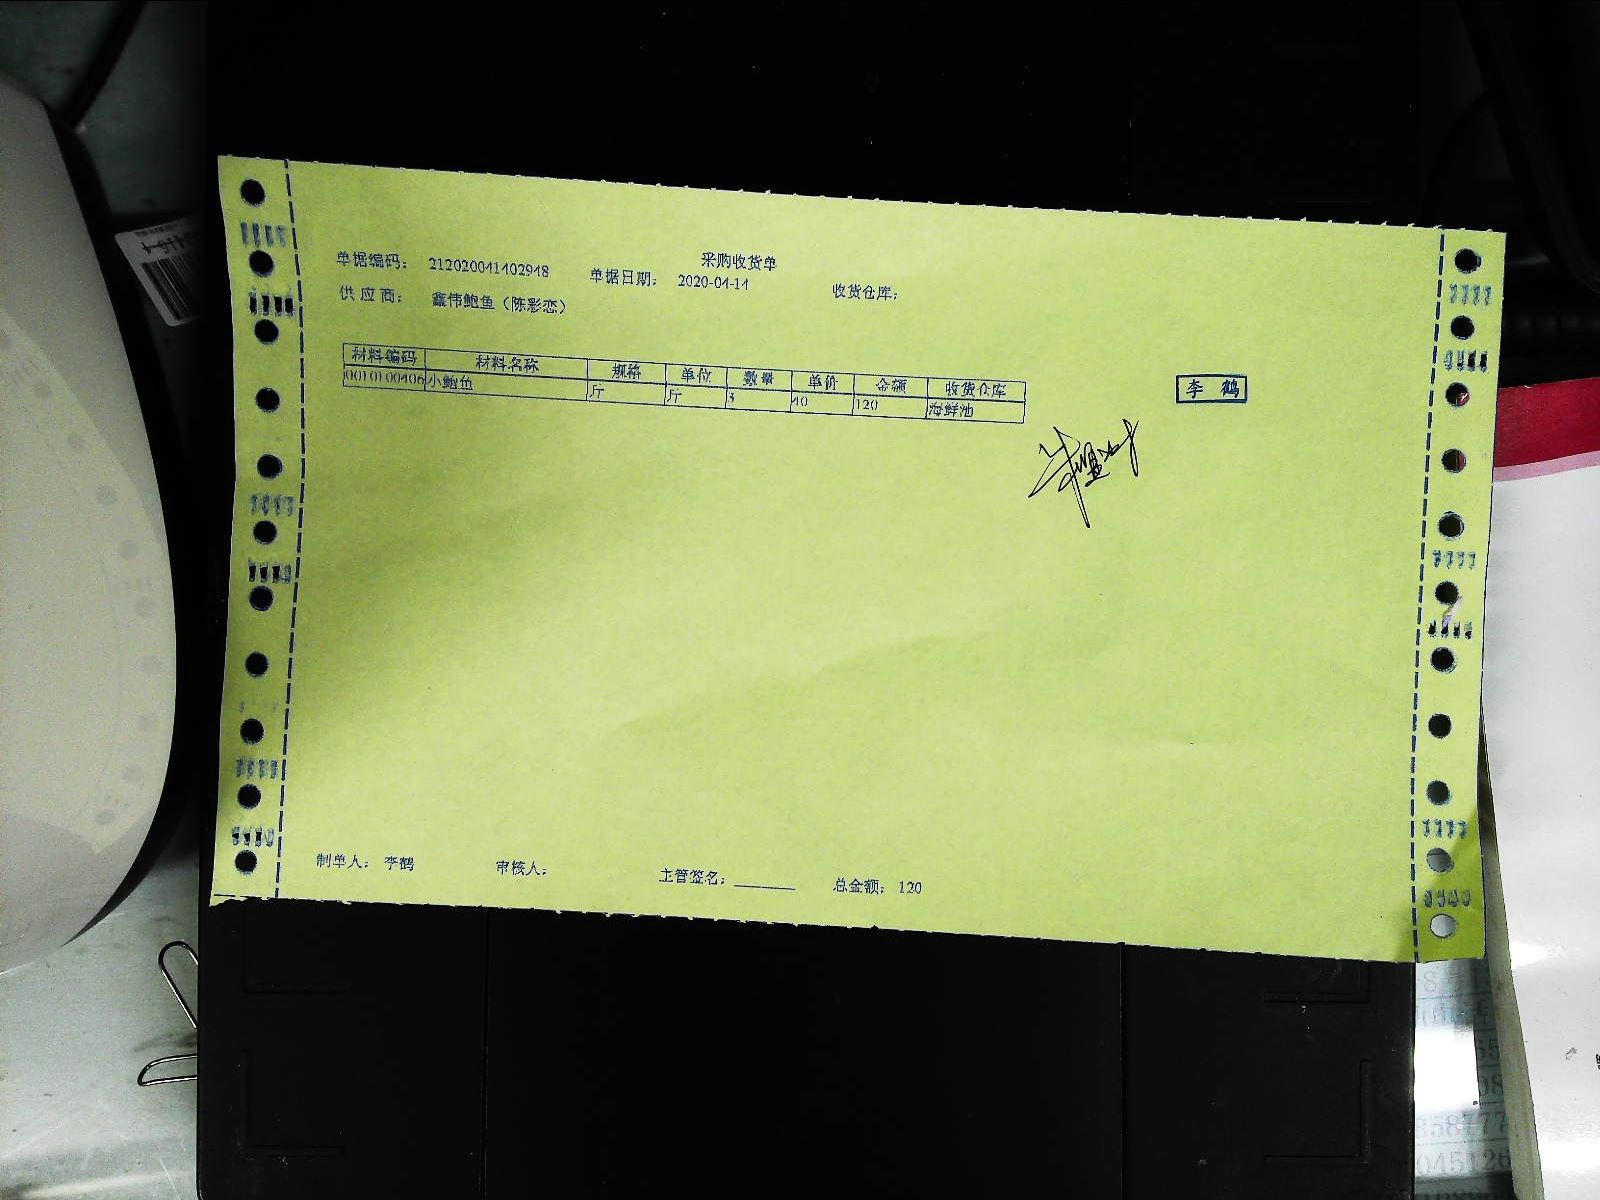 采购收货单
单据编码: 212020041402948 单据日期: 2020-04-14 收货仓库:
供应商: 鑫伟鲍鱼(陈彩恋)
材料编码 材料名称 规格 单位 数量 单价 金额 收货仓库
0010100406 小鲍鱼 斤 斤 3 40 120 海鲜池
李鹤
制单人: 李鹤 审核人: 主管签名: 总金额: 120